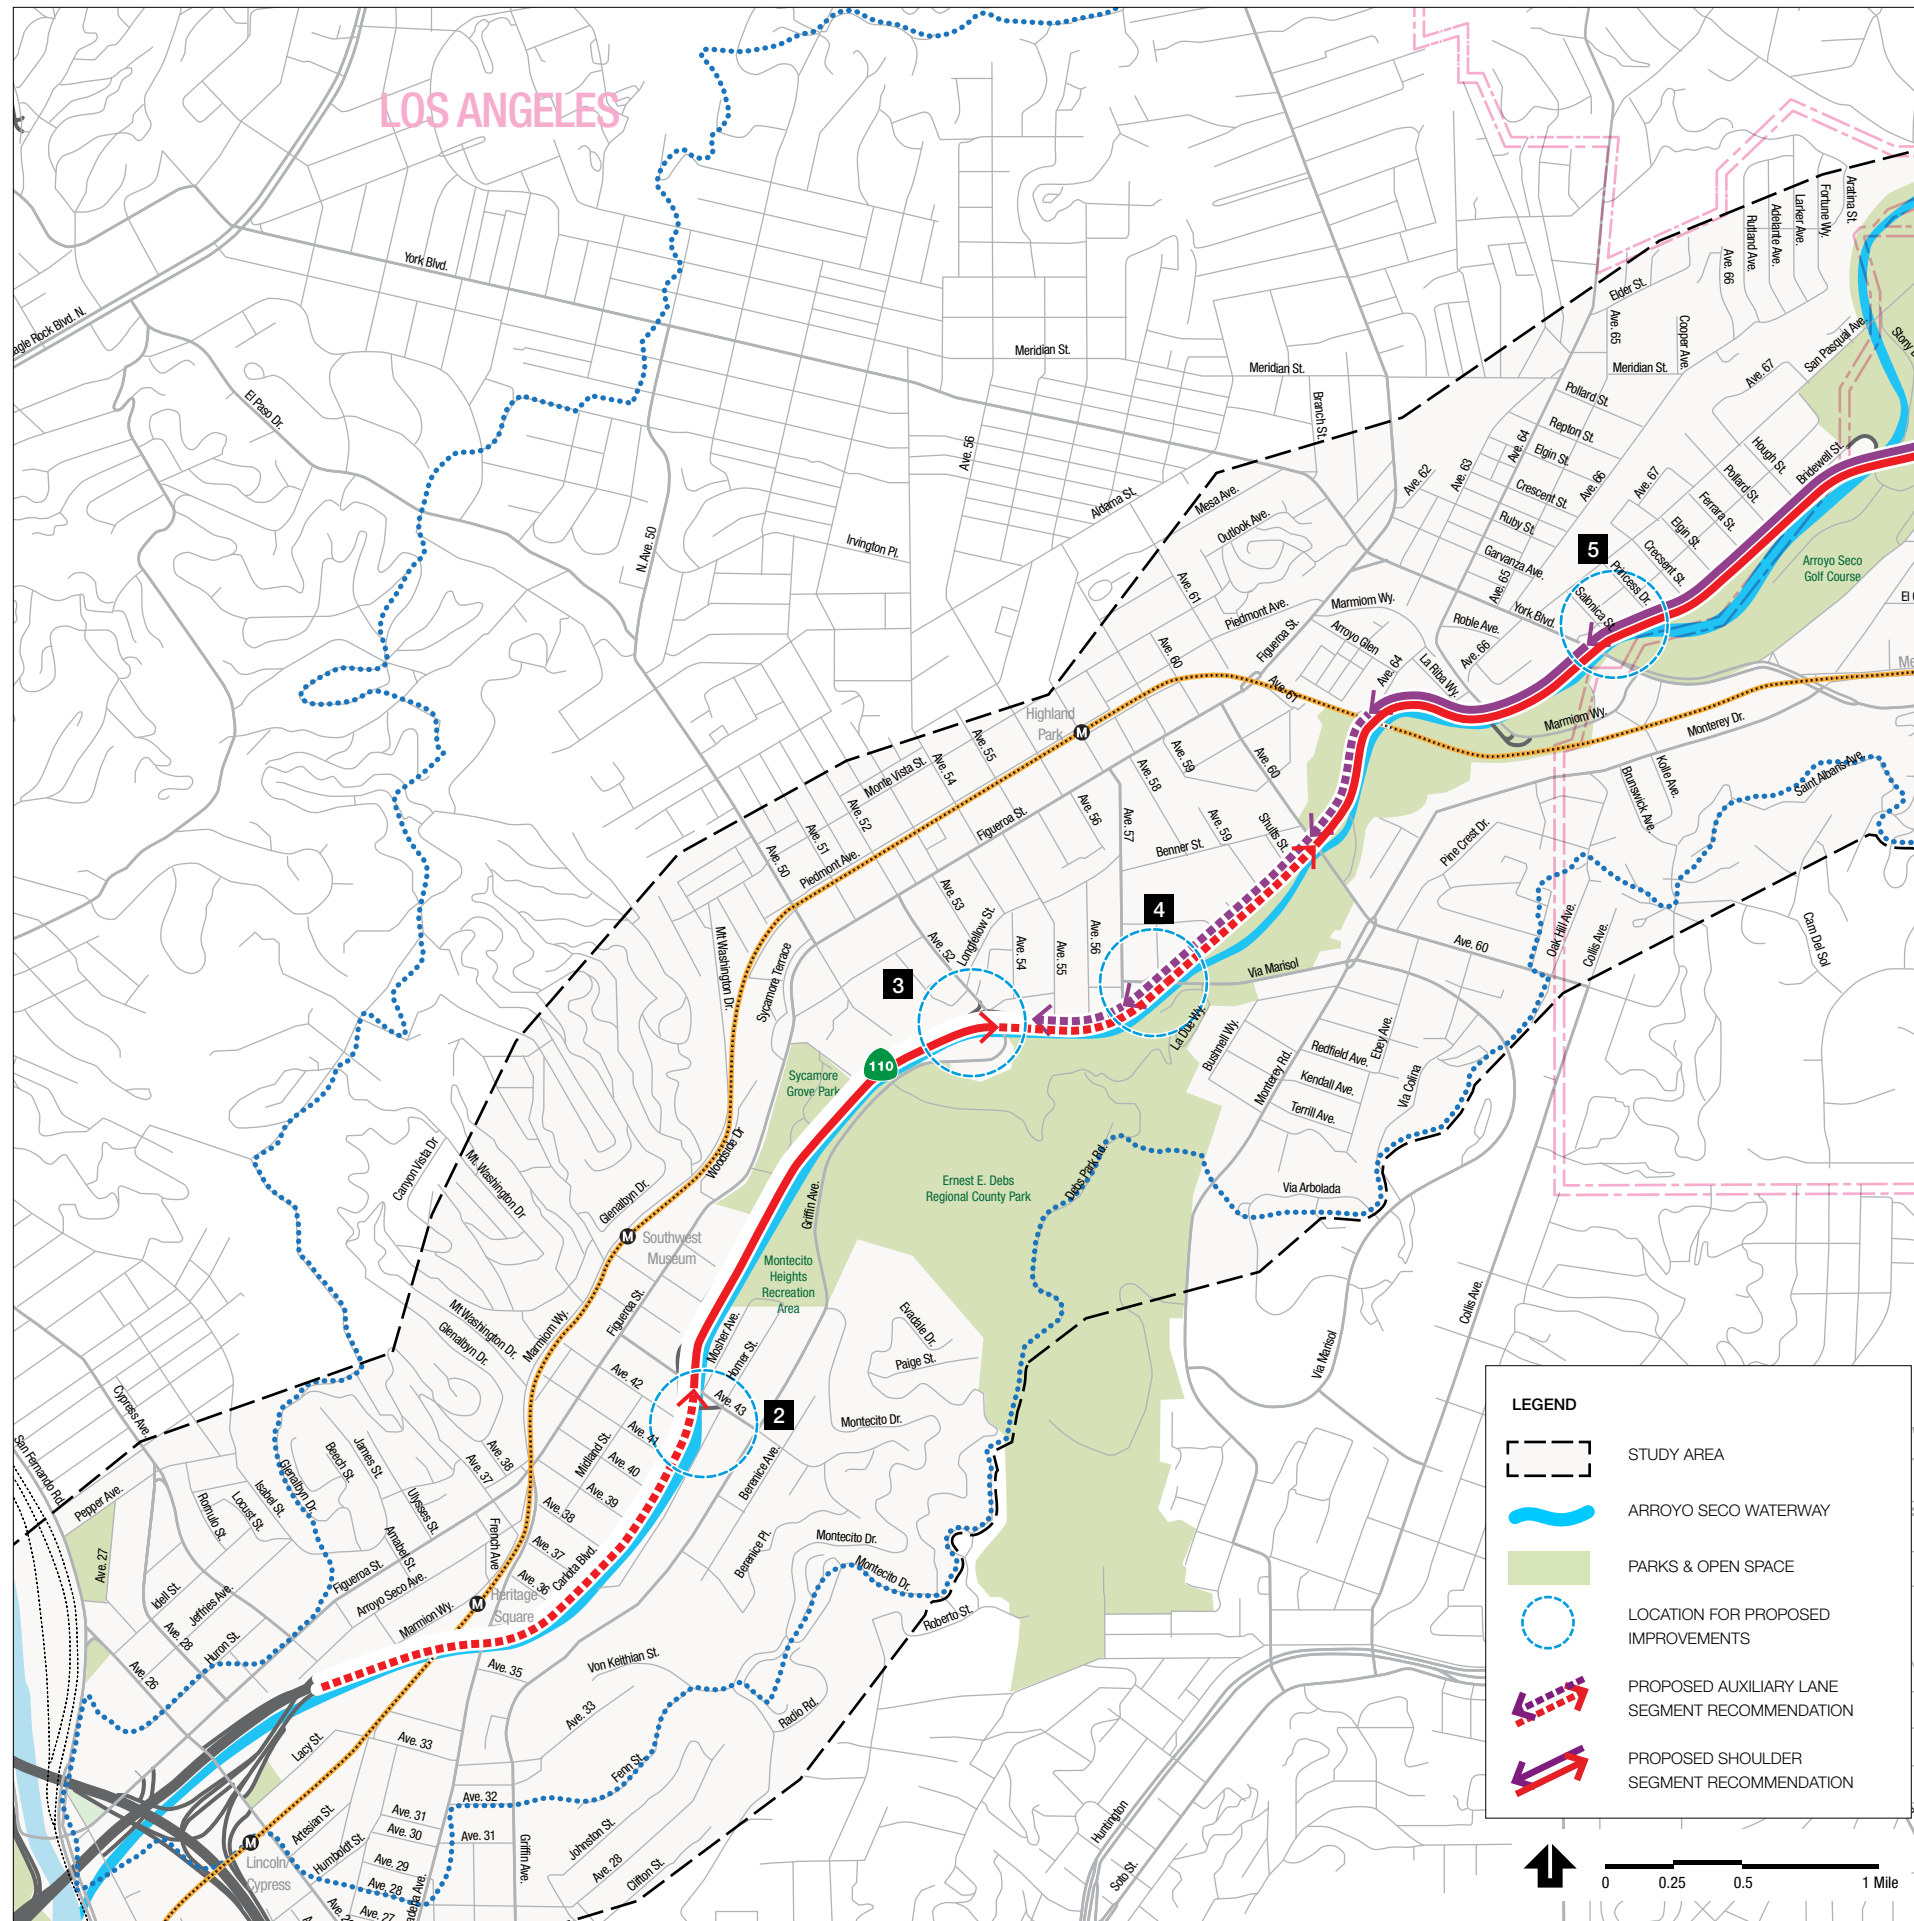 LOS ANGELES
York Blvd.
agle Rock Blvd. N.
El Paso Dr.
N. Ave. 50
Irvington Pl.
Ave. 56
Meridian St.
Meridian St.
Branch St.
Aldama St.
Mesa Ave.
Outlook Ave.
Ave. 61
Ave. 60
Piedmont Ave.
Figueroa St.
Marmiom Wy.
Arroyo Glen
Ave. 64
La Riba Wy.
Ave. 66
Roble Ave.
York Blvd.
Ave. 62
Ave. 63
Ave. 64
Ave. 65
Garvanza Ave.
Ruby St.
Crescent St.
Elgin St.
Repton St.
Pollard St.
Ave. 66
Ave. 67
Elder St.
Ave. 65
Cooper Ave.
Meridian St.
Ave. 66
Rutland Ave.
Adelante Ave.
Larker Ave.
Fortune Wy.
Aratina St.
San Pasqual Ave.
Ave. 67
Stony
Hough St.
Bridewell St.
Pollard St.
Ferrara St.
Elgin St.
Crecsent St.
Princess Dr.
Salonica St.
5
Arroyo Seco
Golf Course
El
Me
Marmiom Wy.
Monterey Dr.
Kolle Ave.
Brunswick Ave.
Saint Albans Ave.
Pine Crest Dr.
Oak Hill Ave.
Collis Ave.
Cam Del Sol
Highland
Park
M
Ave. 61
Ave. 60
Ave. 59
Ave. 58
Ave. 59
Shults St.
Benner St.
Ave. 57
Ave. 56
Figueroa St.
Ave. 55
Ave. 54
Monte Vista St.
Ave. 52
Ave. 51
Ave. 50
Piedmont Ave.
Ave. 53
Longfellow St.
Ave. 52
Ave. 54
Ave. 55
Ave. 56
4
3
110
Via Marisol
Ave. 60
La Due Wy.
Bushnell Wy.
Monterey Rd.
Redfield Ave.
Kendall Ave.
Terrill Ave.
Ebey Ave.
Via Colina
Via Arbolada
Debs Park Rd.
Mt Washington Dr.
Sycamore Terrace
Sycamore
Grove Park
Woodside Dr
Glenalbyn Dr.
Canyon Vista Dr
Mt. Washington Dr
M
Southwest
Museum
Griffin Ave.
Ernest E. Debs
Regional County Park
Montecito
Heights
Recreation
Area
Mosher Ave.
Homer St.
Evadale Dr.
Paige St.
Figueroa St.
Marmiom Wy.
Mt Washington Dr.
Glenalbyn Dr.
Ave. 42
Ave. 43
2
Ave. 41
Midland St.
Ave. 40
Ave. 39
Ave. 38
Ave. 37
Ave. 36
Carlota Blvd.
Montecito Dr.
Berenice Ave.
Berenice Pl.
Montecito Dr.
Montecito Dr.
Roberto St.
Collis Ave.
Via Marisol
Cypress Ave.
San Fernando Rd.
Pepper Ave.
Ave. 27
Romulo St.
Locust St.
Isabel St.
Glenalbyn Dr.
Beech St.
James St.
Ulysses St.
Amabel St.
Ave. 38
Ave. 37
French Ave
Figueroa St.
Arroyo Seco Ave.
Marmion Wy.
M
Heritage
Square
Idell St.
Jeffries Ave.
Ave. 28
Huron St.
Ave. 26
Ave. 35
Von Keithian St.
Ave. 33
Radio Rd.
Fenn St.
Lacy St.
Ave. 33
Ave. 32
Ave. 31
Ave. 31
Ave. 30
Ave. 29
Ave. 28
Ave. 27
Artesian St.
Humboldt St.
M
Lincoln/
Cypress
Griffin Ave.
Johnston St.
Ave. 28
Clifton St.
Huntington
Soto St.
LEGEND
STUDY AREA
ARROYO SECO WATERWAY
PARKS & OPEN SPACE
LOCATION FOR PROPOSED
IMPROVEMENTS
PROPOSED AUXILIARY LANE
SEGMENT RECOMMENDATION
PROPOSED SHOULDER
SEGMENT RECOMMENDATION
0 0.25 0.5 1 Mile